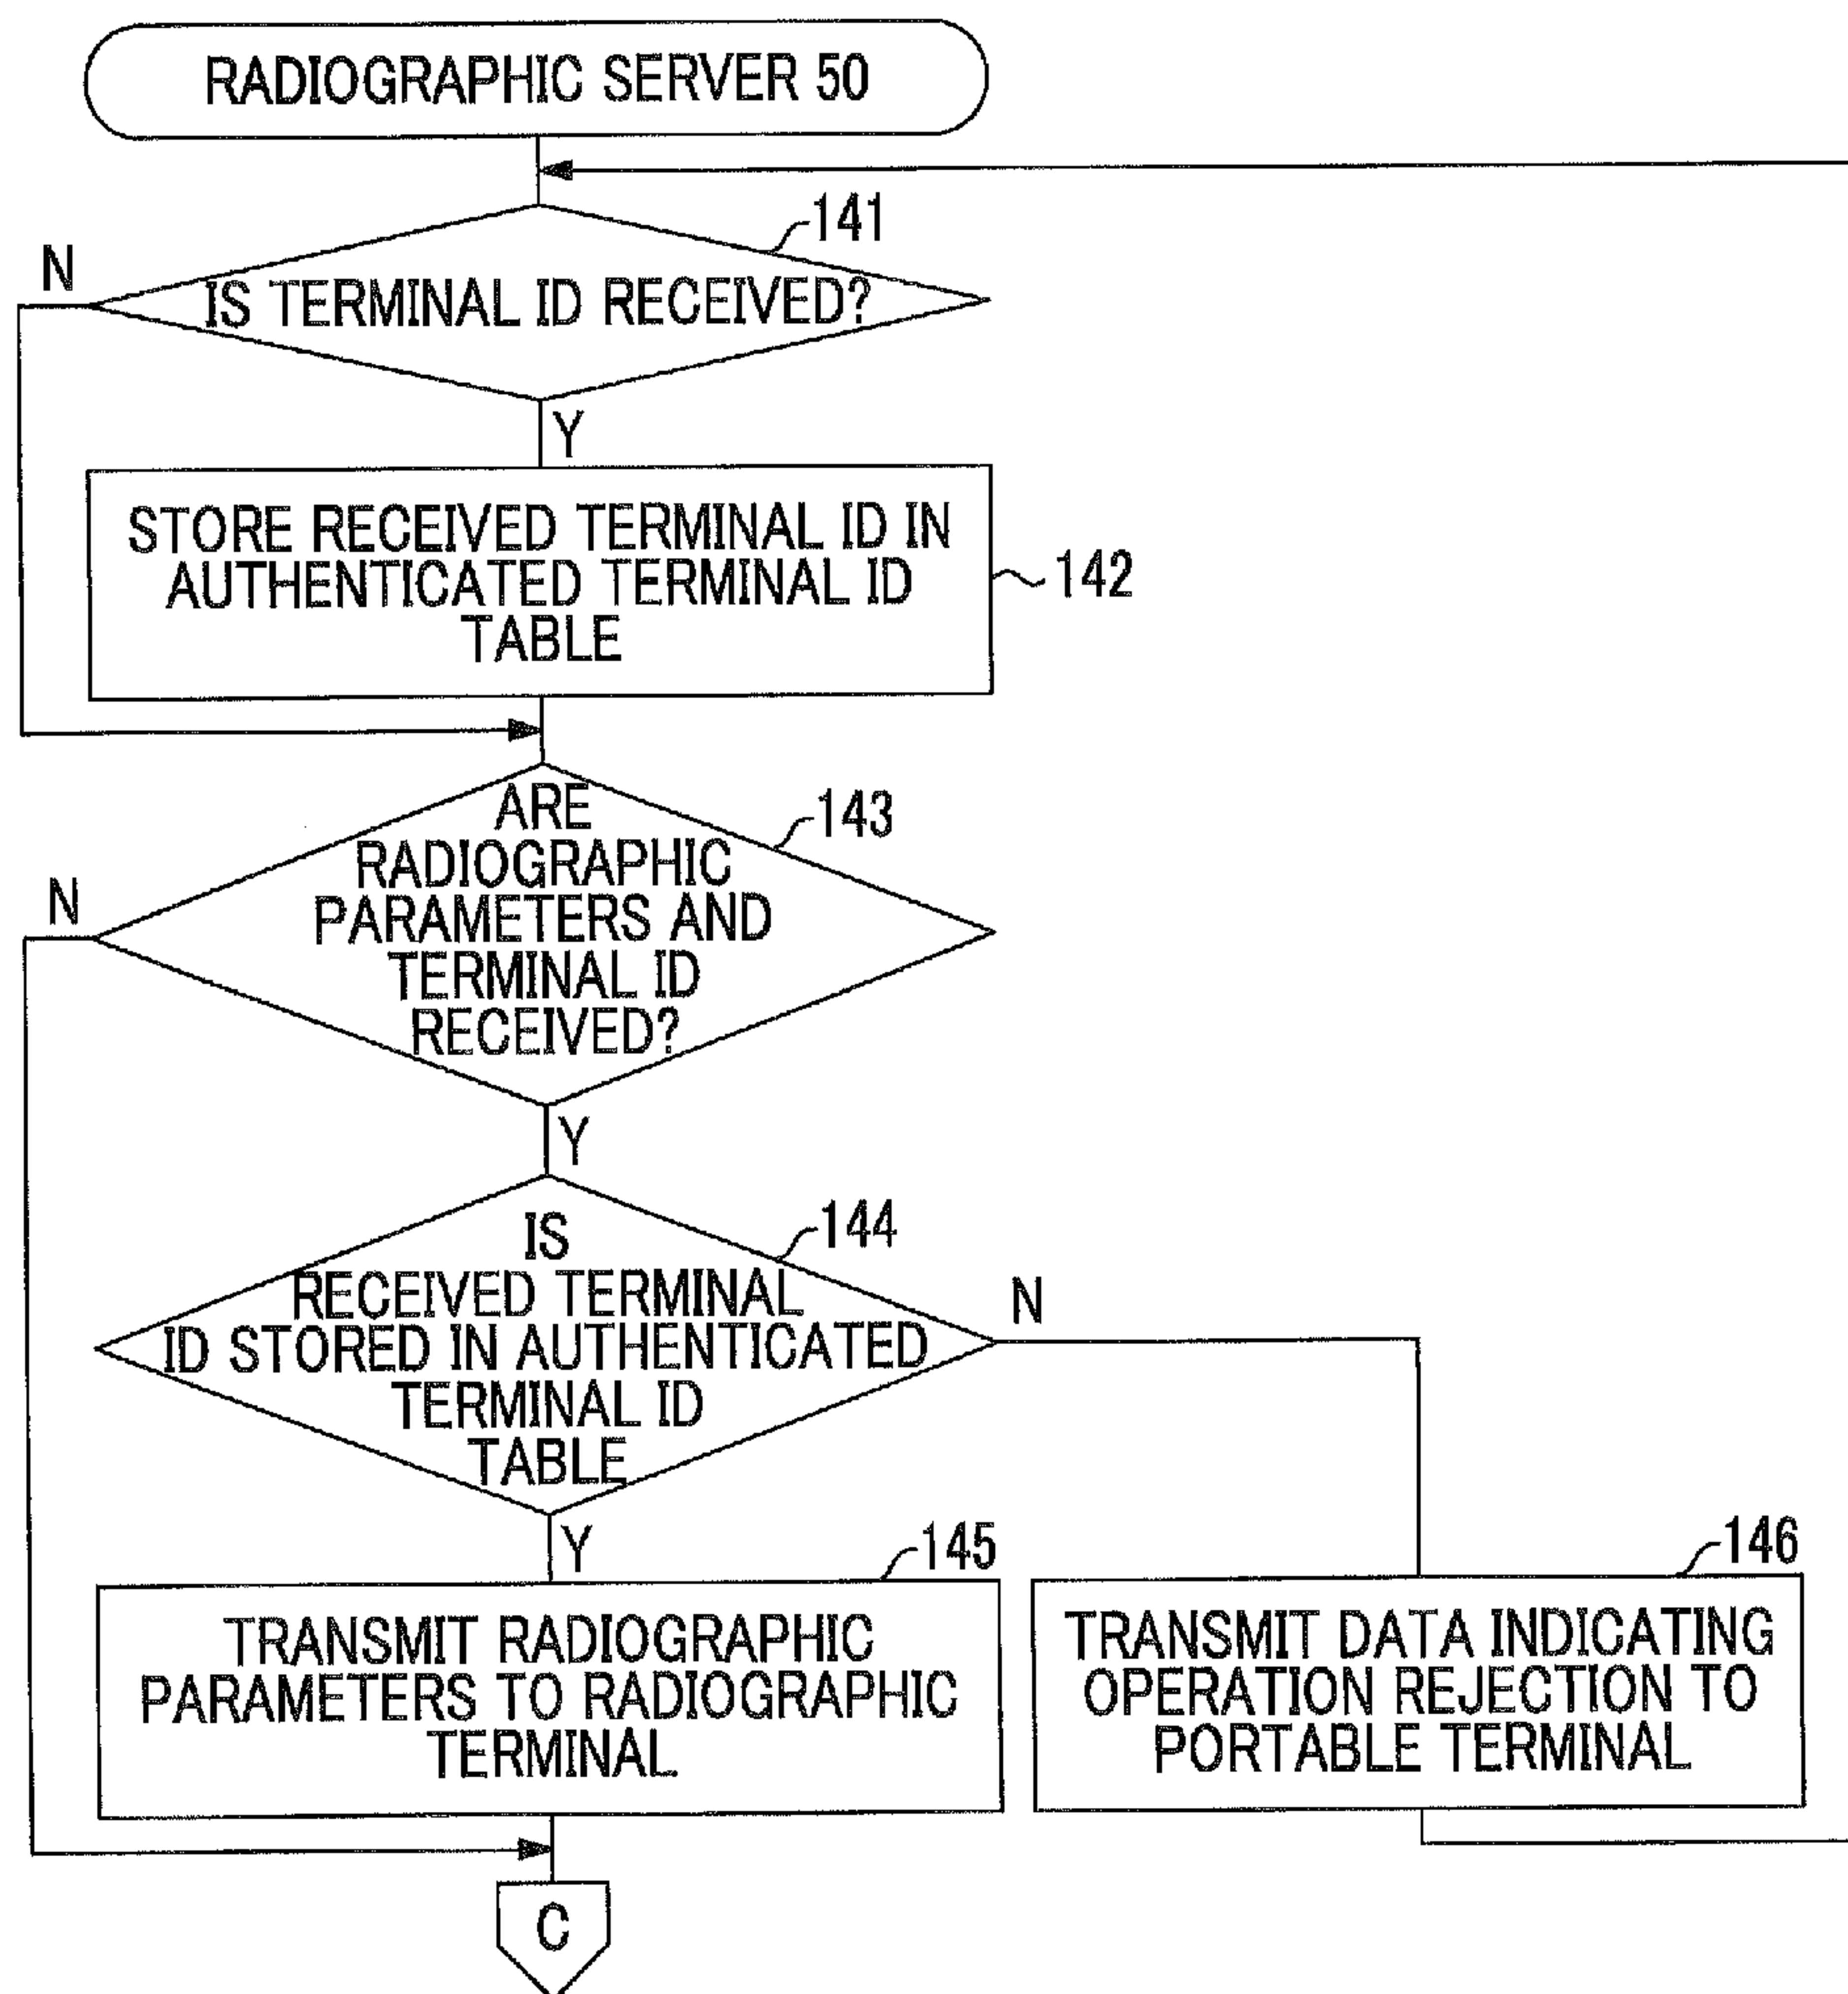 RADIOGRAPHIC SERVER 50
141
N
IS TERMINAL ID RECEIVED?
Y
STORE RECEIVED TERMINAL ID IN
AUTHENTICATED TERMINAL ID
TABLE
142
143
N
ARE
RADIOGRAPHIC
PARAMETERS AND
TERMINAL ID
RECEIVED?
Y
144
IS
RECEIVED TERMINAL
ID STORED IN AUTHENTICATED
TERMINAL ID
TABLE
N
Y
145
TRANSMIT RADIOGRAPHIC
PARAMETERS TO RADIOGRAPHIC
TERMINAL
146
TRANSMIT DATA INDICATING
OPERATION REJECTION TO
PORTABLE TERMINAL
C